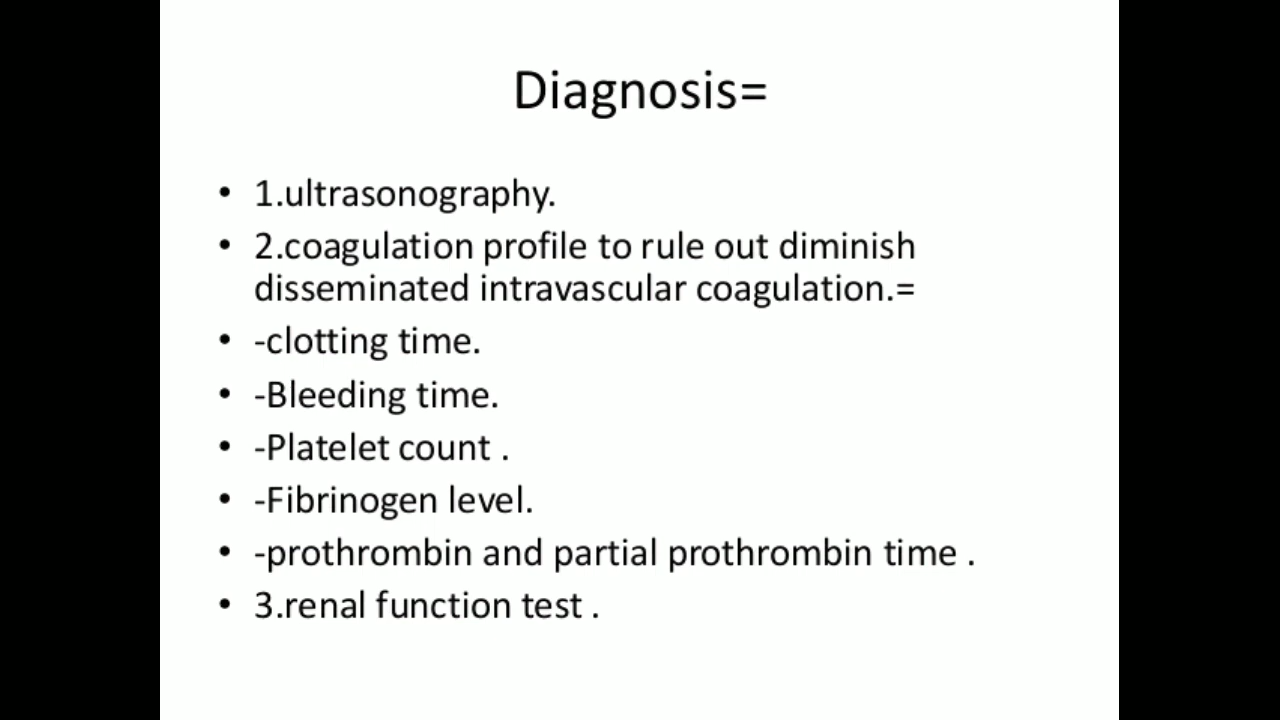 Diagnosis=
• 1.ultrasonography.
• 2.coagulation profile to rule out diminish
disseminated intravascular coagulation.=
• -clotting time.
• -Bleeding time.
• -Platelet count .
• -Fibrinogen level.
• -prothrombin and partial prothrombin time .
• 3.renal function test .